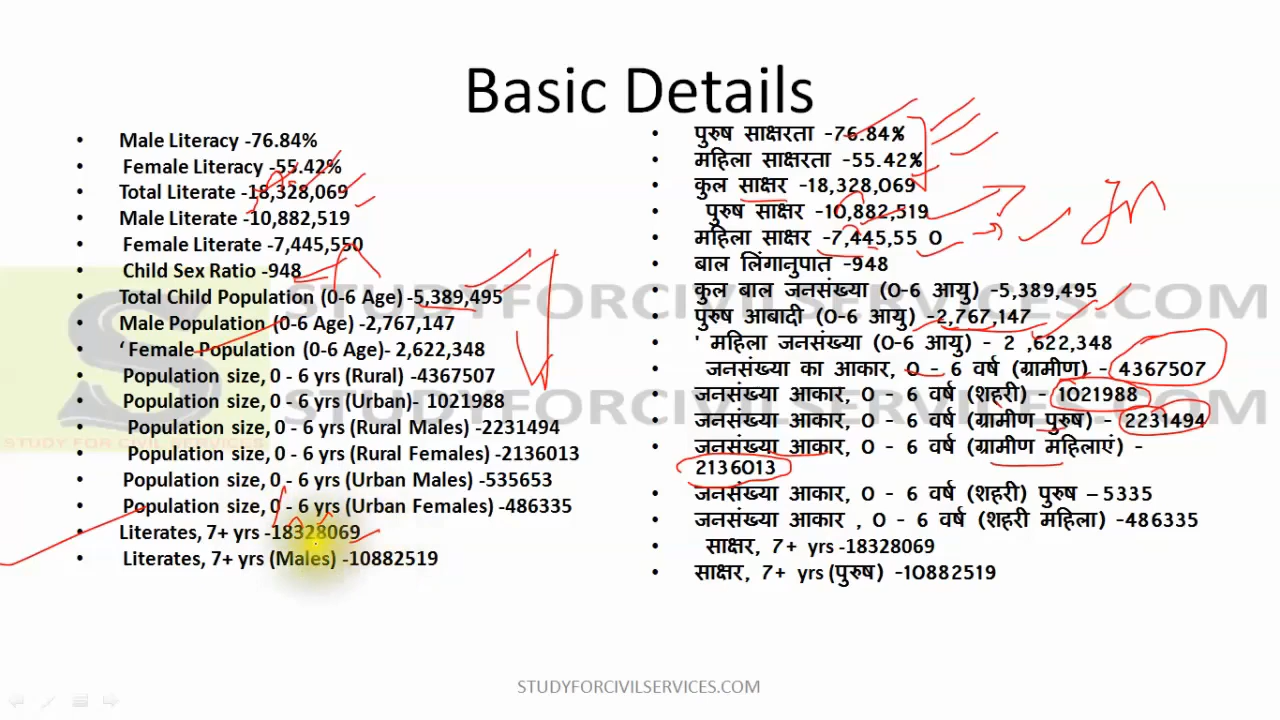 Basic Details
• Male Literacy -76.84%
• Female Literacy -55.42%
• Total Literate -18,328,069
• Male Literate -10,882,519
• Female Literate -7,445,550
• Child Sex Ratio -948
• Total Child Population (0-6 Age) -5,389,495
• Male Population (0-6 Age) -2,767,147
• ‘ Female Population (0-6 Age)- 2,622,348
• Population size, 0 - 6 yrs (Rural) -4367507
• Population size, 0 - 6 yrs (Urban)- 1021988
• Population size, 0 - 6 yrs (Rural Males) -2231494
• Population size, 0 - 6 yrs (Rural Females) -2136013
• Population size, 0 - 6 yrs (Urban Males) -535653
• Population size, 0 - 6 yrs (Urban Females) -486335
• Literates, 7+ yrs -18328069
• Literates, 7+ yrs (Males) -10882519
• पुरुष साक्षरता -76.84%
• महिला साक्षरता -55.42%
• कुल साक्षर -18,328,069
• पुरुष साक्षर -10,882,519
• महिला साक्षर -7,445,55 0
• बाल लिंगानुपात -948
• कुल बाल जनसंख्या (0-6 आयु) -5,389,495
• पुरुष आबादी (0-6 आयु) -2,767,147
• ' महिला जनसंख्या (0-6 आयु) - 2 ,622,348
• जनसंख्या का आकार, 0 - 6 वर्ष (ग्रामीण) - 4367507
• जनसंख्या आकार, 0 - 6 वर्ष (शहरी) - 1021988
• जनसंख्या आकार, 0 - 6 वर्ष (ग्रामीण पुरुष) - 2231494
• जनसंख्या आकार, 0 - 6 वर्ष (ग्रामीण महिलाएं) -
2136013
• जनसंख्या आकार, 0 - 6 वर्ष (शहरी) पुरुष – 5335
• जनसंख्या आकार , 0 - 6 वर्ष (शहरी महिला) -486335
• साक्षर, 7+ yrs -18328069
• साक्षर, 7+ yrs (पुरुष) -10882519
STUDYFORCIVILSERVICES.COM
STUDYFORCIVILSERVICES.COM
STUDY FOR CIVIL SERVICES
STUDYFORCIVILSERVICES.COM